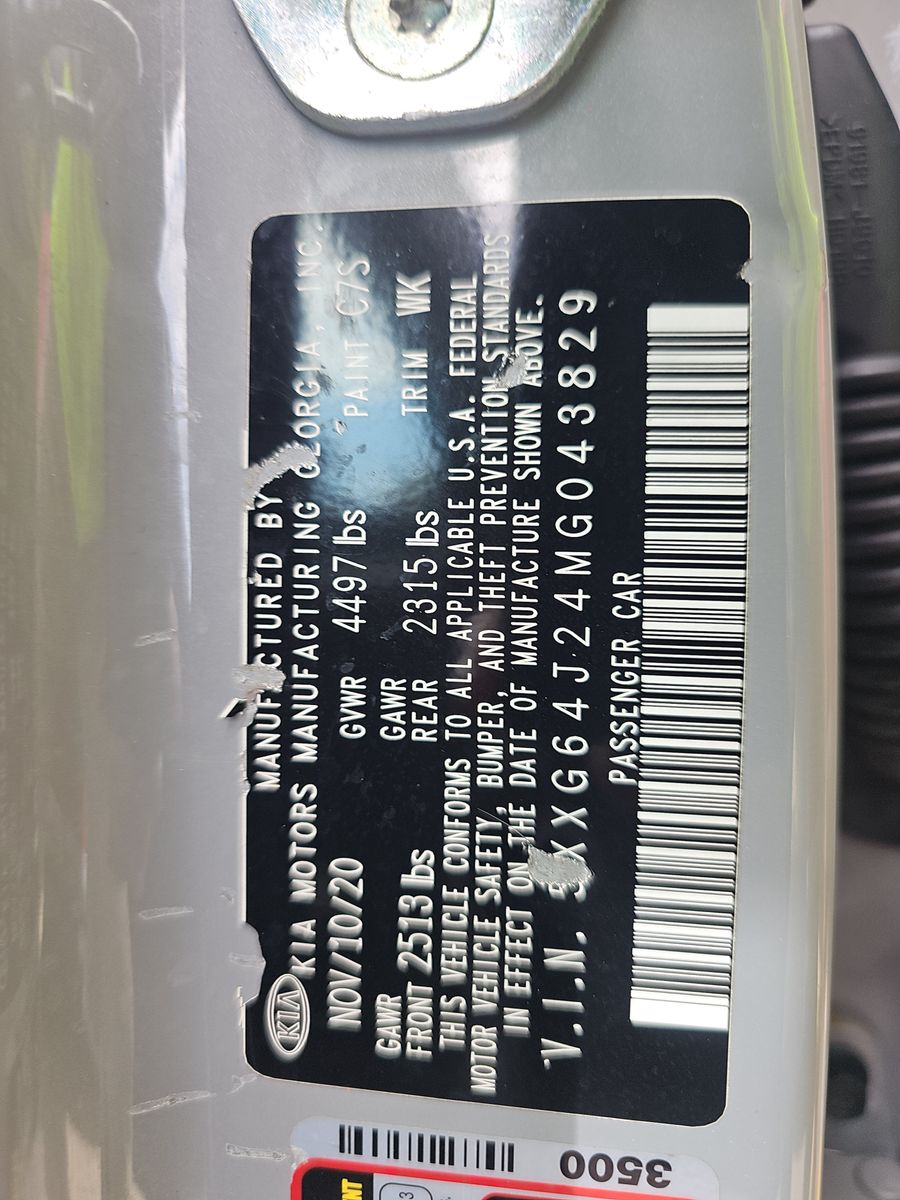 MANUFACTURED BY
KIA KIA MOTORS MANUFACTURING GEORGIA, INC.
NOV/10/20 GVWR 4497 lbs PAINT C7S
GAWR FRONT 2513 lbs GAWR REAR 2315 lbs TRIM WK
THIS VEHICLE CONFORMS TO ALL APPLICABLE U.S.A. FEDERAL
MOTOR VEHICLE SAFETY, BUMPER, AND THEFT PREVENTION STANDARDS
IN EFFECT ON THE DATE OF MANUFACTURE SHOWN ABOVE.
V.I.N. 5XXG64J24MG043829
PASSENGER CAR
3500